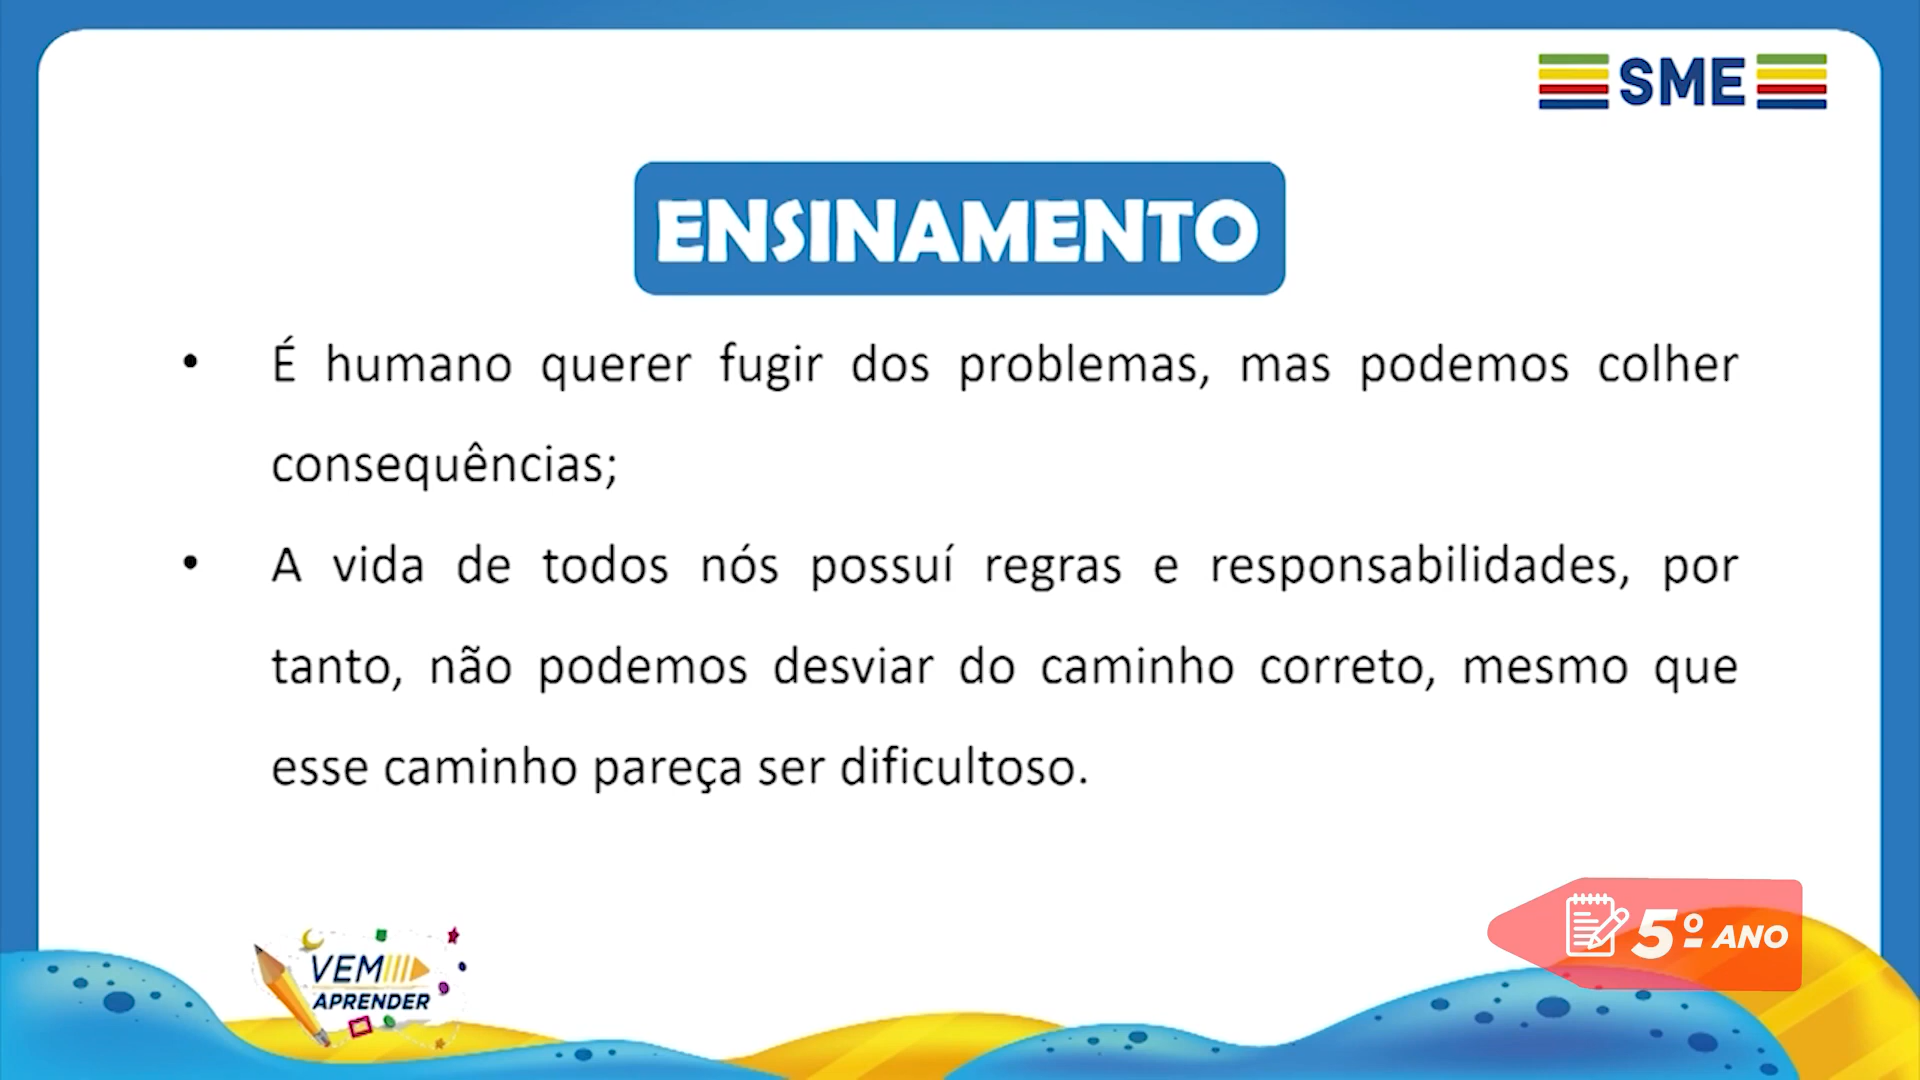 SME
ENSINAMENTO
• É humano querer fugir dos problemas, mas podemos colher
consequências;
• A vida de todos nós possuí regras e responsabilidades, por
tanto, não podemos desviar do caminho correto, mesmo que
esse caminho pareça ser dificultoso.
5º ANO
VEM
APRENDER